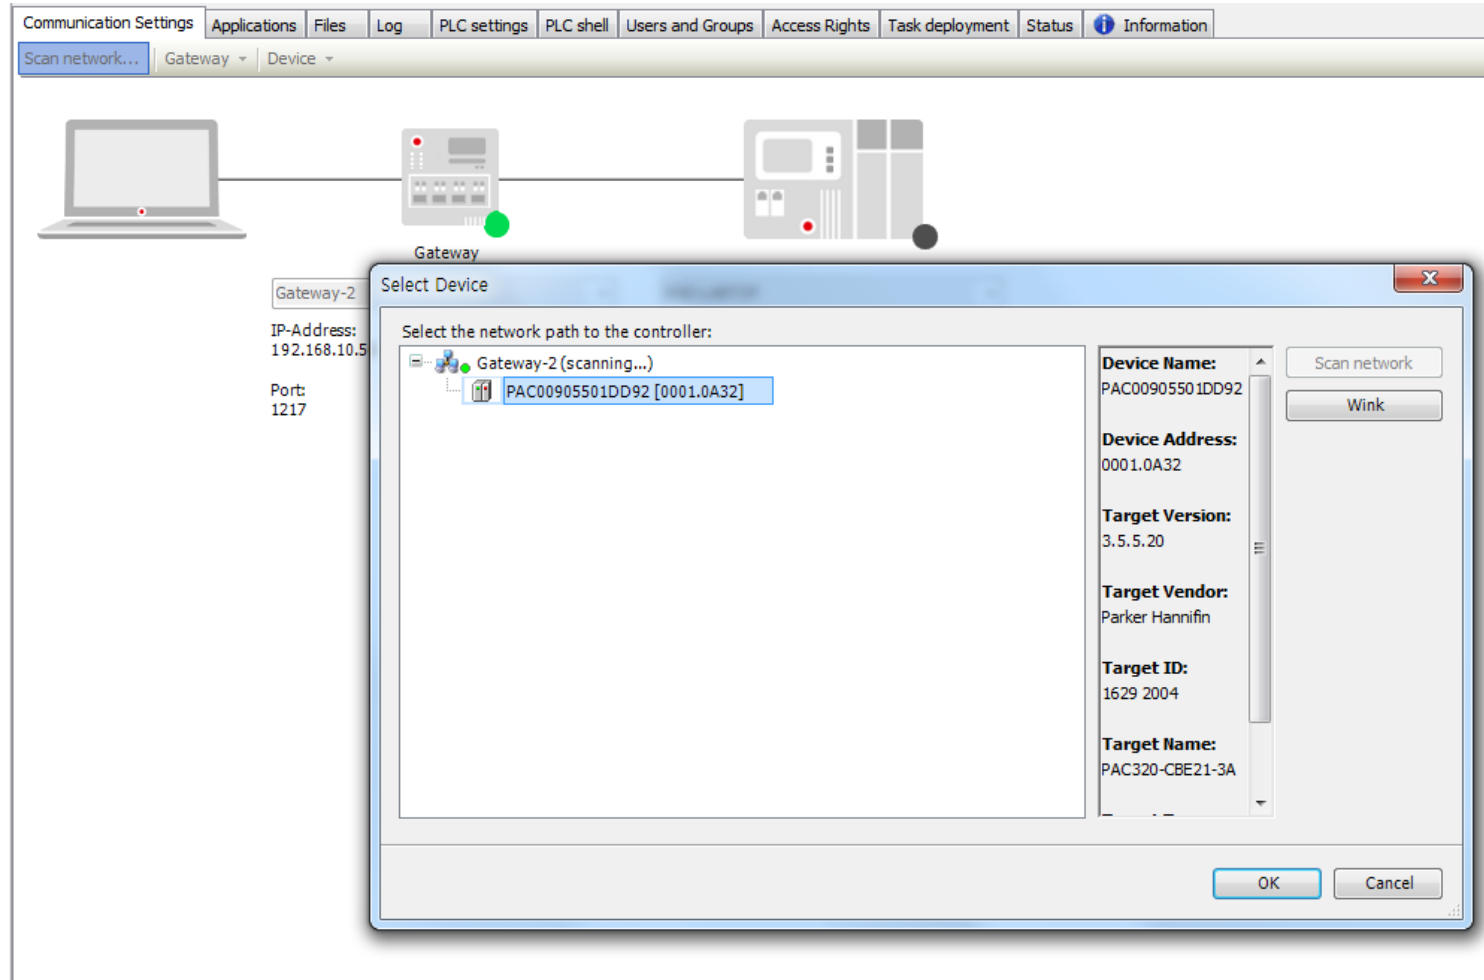 Communication Settings Applications Files Log PLC settings PLC shell Users and Groups Access Rights Task deployment Status Information
Scan network... Gateway Device
Gateway
Gateway-2
IP-Address:
192.168.10.5
Port:
1217
Select Device
Select the network path to the controller:
Gateway-2 (scanning...)
PAC00905501DD92 [0001.0A32]
Device Name:
PAC00905501DD92
Device Address:
0001.0A32
Target Version:
3.5.5.20
Target Vendor:
Parker Hannifin
Target ID:
1629 2004
Target Name:
PAC320-CBE21-3A
Scan network
Wink
OK Cancel